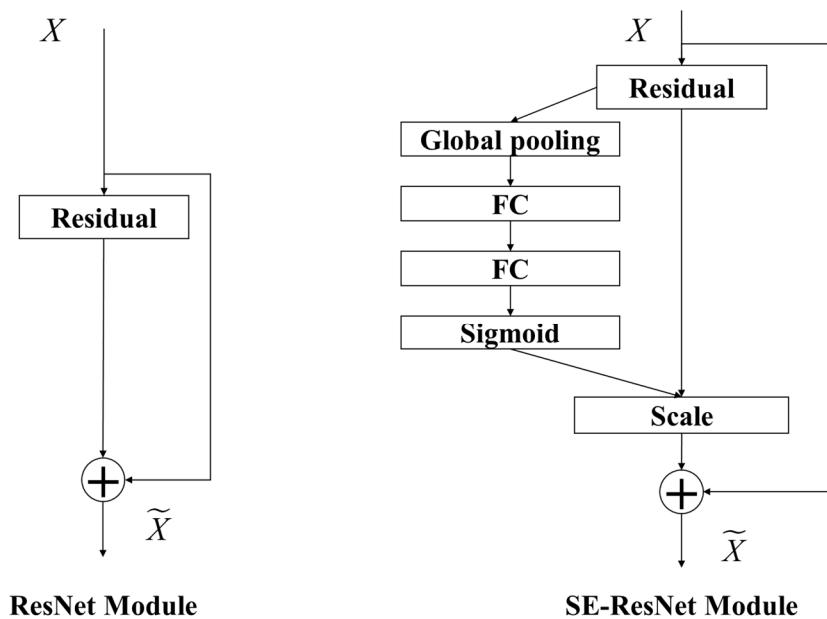 X
Residual
+
X̃
ResNet Module
X
Residual
Global pooling
FC
FC
Sigmoid
Scale
+
X̃
SE-ResNet Module